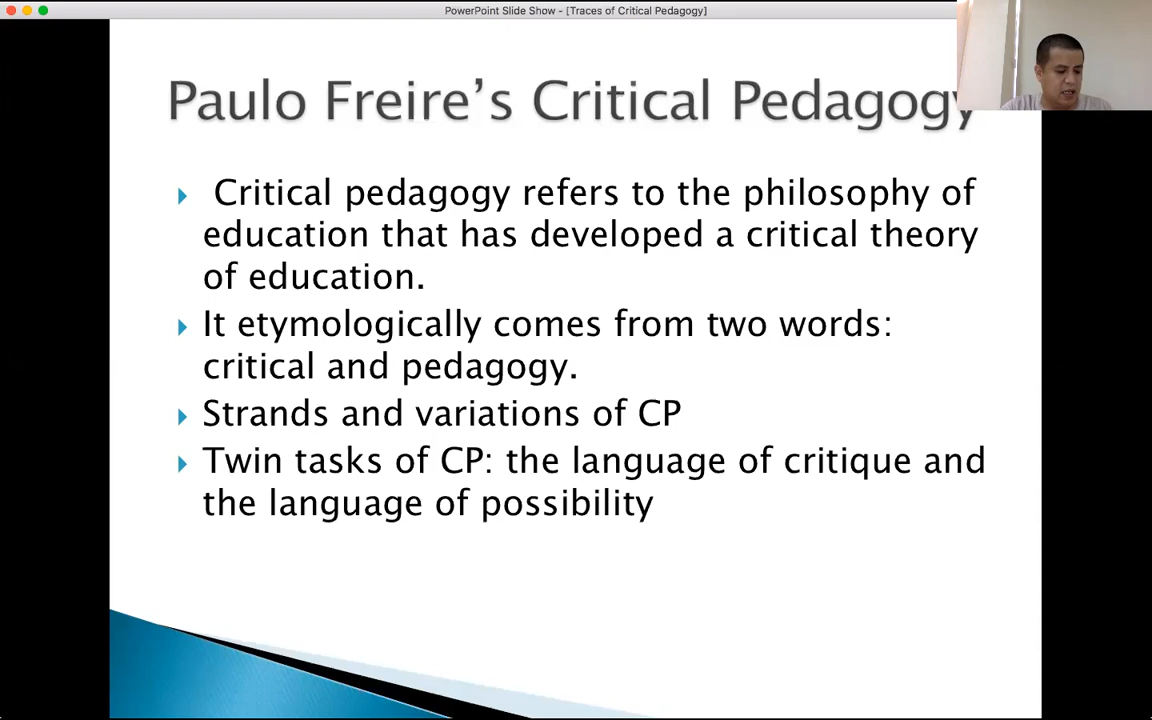 PowerPoint Slide Show - [Traces of Critical Pedagogy]
Paulo Freire's Critical Pedagogy
Critical pedagogy refers to the philosophy of
education that has developed a critical theory
of education.
It etymologically comes from two words:
critical and pedagogy.
Strands and variations of CP
Twin tasks of CP: the language of critique and
the language of possibility